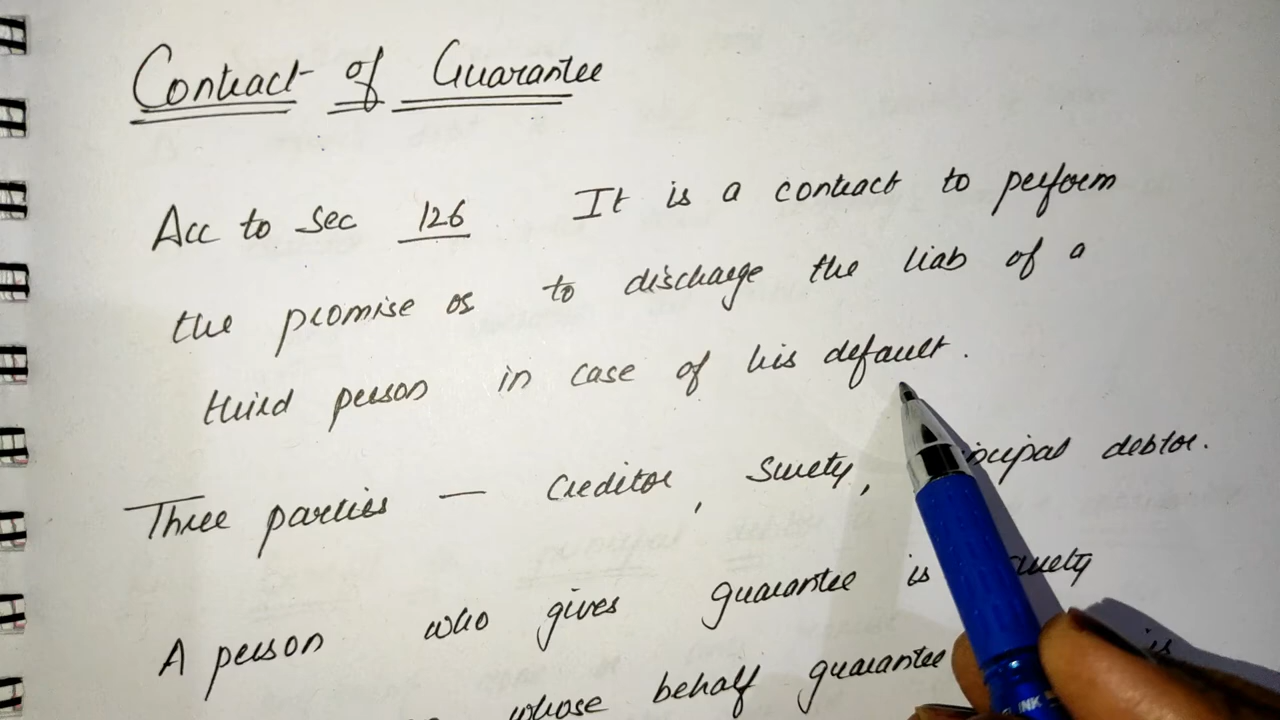 Contract of Guarantee
Acc to Sec 126 It is a contract to perform
the promise or to discharge the liab of a
third person in case of his default.
Three parties — Creditor, Surety, debtor.
A person who gives guarantee is
whose behalf guarantee is